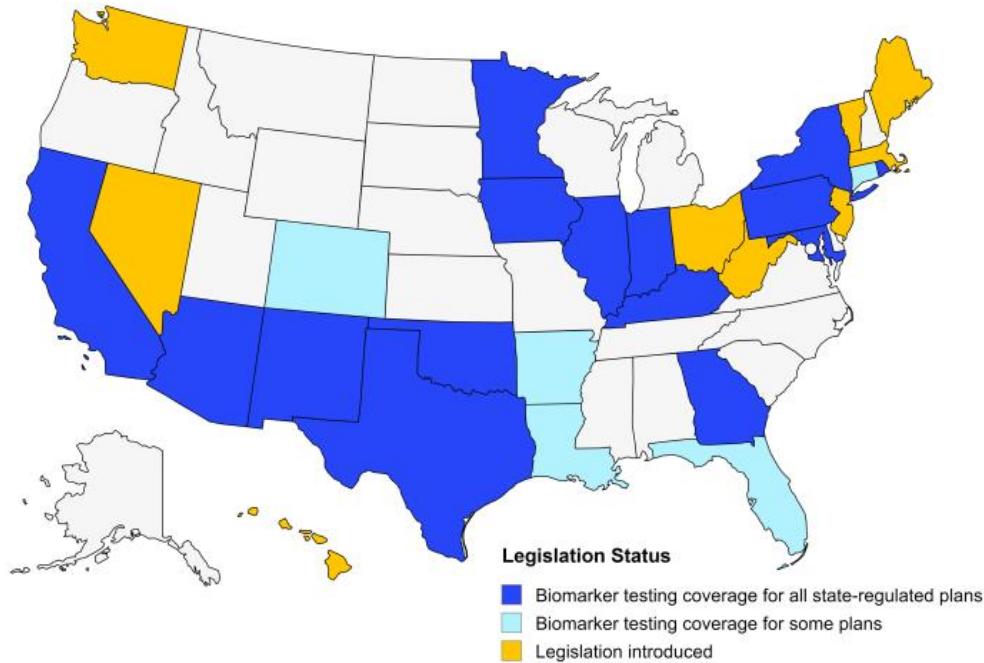 Legislation Status
Biomarker testing coverage for all state-regulated plans
Biomarker testing coverage for some plans
Legislation introduced